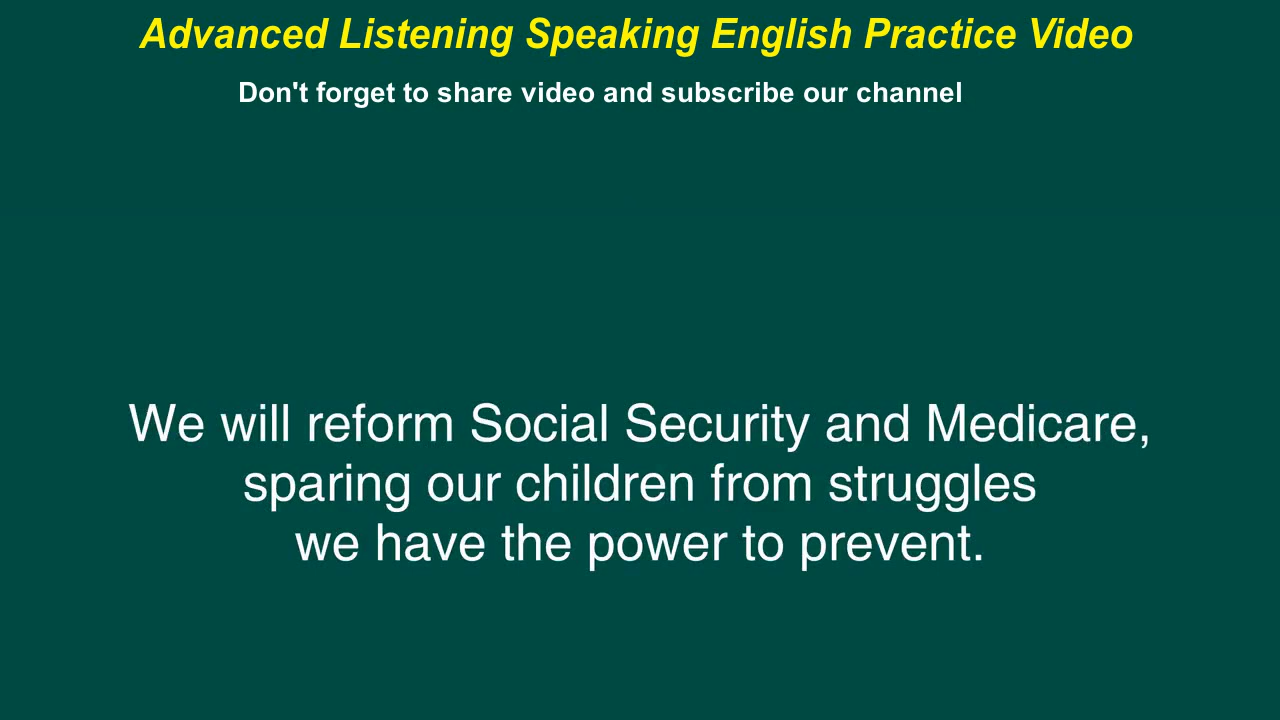 Advanced Listening Speaking English Practice Video
Don't forget to share video and subscribe our channel
We will reform Social Security and Medicare,
sparing our children from struggles
we have the power to prevent.